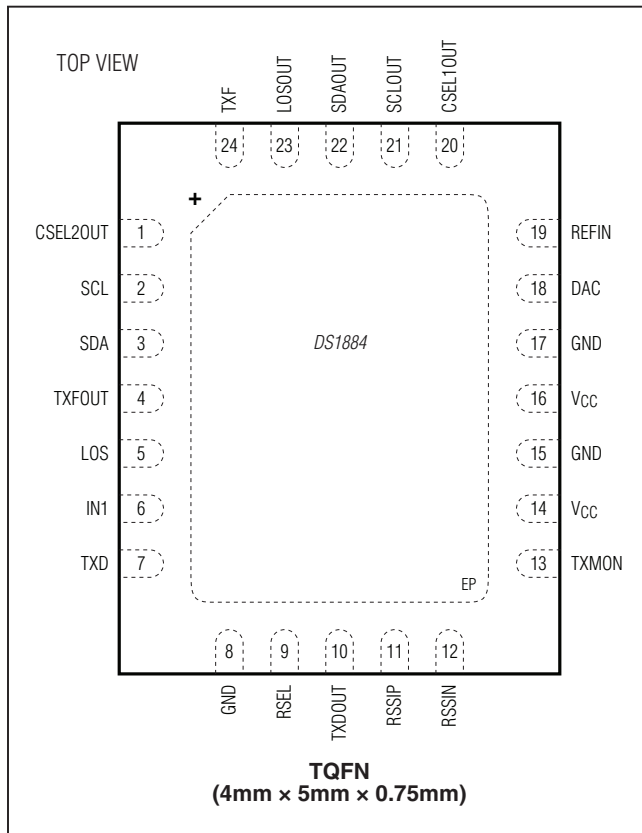 TOP VIEW
TXF
LOSOUT
SDAOUT
SCLOUT
CSEL1OUT
24
23
22
21
20
+
CSEL2OUT 1
SCL 2
SDA 3
TXFOUT 4
LOS 5
IN1 6
TXD 7
DS1884
19 REFIN
18 DAC
17 GND
16 VCC
15 GND
14 VCC
13 TXMON
EP
8
9
10
11
12
GND
RSEL
TXDOUT
RSSIP
RSSIN
TQFN
(4mm × 5mm × 0.75mm)